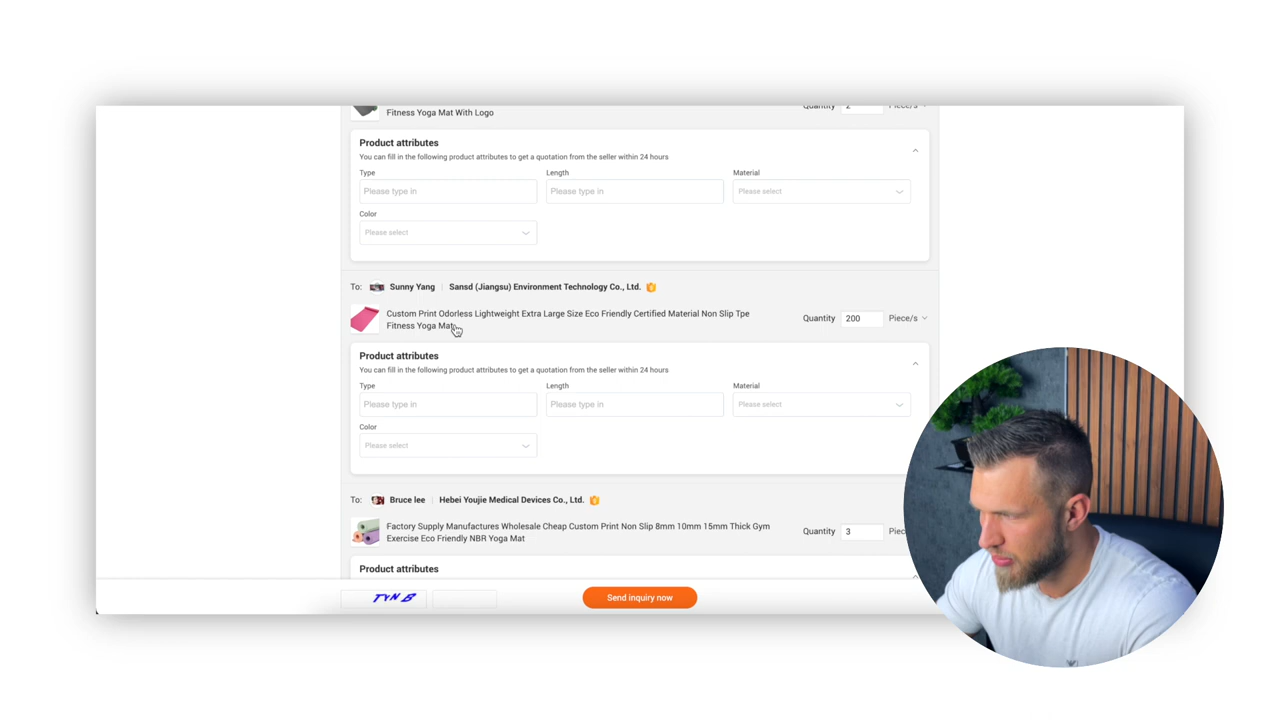 Fitness Yoga Mat With Logo
Quantity 2 Piece/s
Product attributes
You can fill in the following product attributes to get a quotation from the seller within 24 hours
Type Length Material
Please type in Please type in Please select
Color
Please select
To: Sunny Yang Sansd (Jiangsu) Environment Technology Co., Ltd.
Custom Print Odorless Lightweight Extra Large Size Eco Friendly Certified Material Non Slip Tpe
Fitness Yoga Mat
Quantity 200 Piece/s
Product attributes
You can fill in the following product attributes to get a quotation from the seller within 24 hours
Type Length Material
Please type in Please type in Please select
Color
Please select
To: Bruce lee Hebei Youjie Medical Devices Co., Ltd.
Factory Supply Manufactures Wholesale Cheap Custom Print Non Slip 8mm 10mm 15mm Thick Gym
Exercise Eco Friendly NBR Yoga Mat
Quantity 3 Piec
Product attributes
TYNB
Send inquiry now